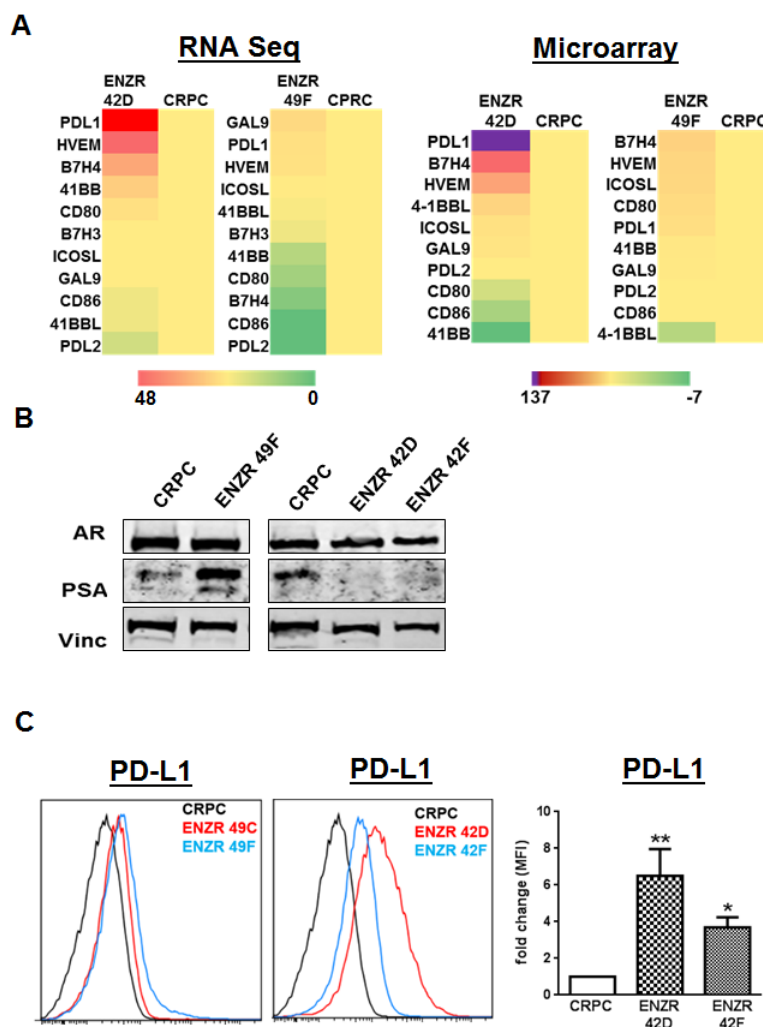 A
RNA Seq
Microarray
ENZR
42D CRPC
PDL1
HVEM
B7H4
41BB
CD80
B7H3
ICOSL
GAL9
CD86
41BBL
PDL2
ENZR
49F CPRC
GAL9
PDL1
HVEM
ICOSL
41BBL
B7H3
41BB
CD80
B7H4
CD86
PDL2
48 0
ENZR
42D CRPC
PDL1
B7H4
HVEM
4-1BBL
ICOSL
GAL9
PDL2
CD80
CD86
41BB
ENZR
49F CRPC
B7H4
HVEM
ICOSL
CD80
PDL1
41BB
GAL9
PDL2
CD86
4-1BBL
137 -7
B
CRPC ENZR 49F CRPC ENZR 42D ENZR 42F
AR
PSA
Vinc
C
PD-L1
CRPC
ENZR 49C
ENZR 49F
PD-L1
CRPC
ENZR 42D
ENZR 42F
PD-L1
fold change (MFI)
10
8
6
4
2
0
**
*
CRPC ENZR ENZR
42D 42F